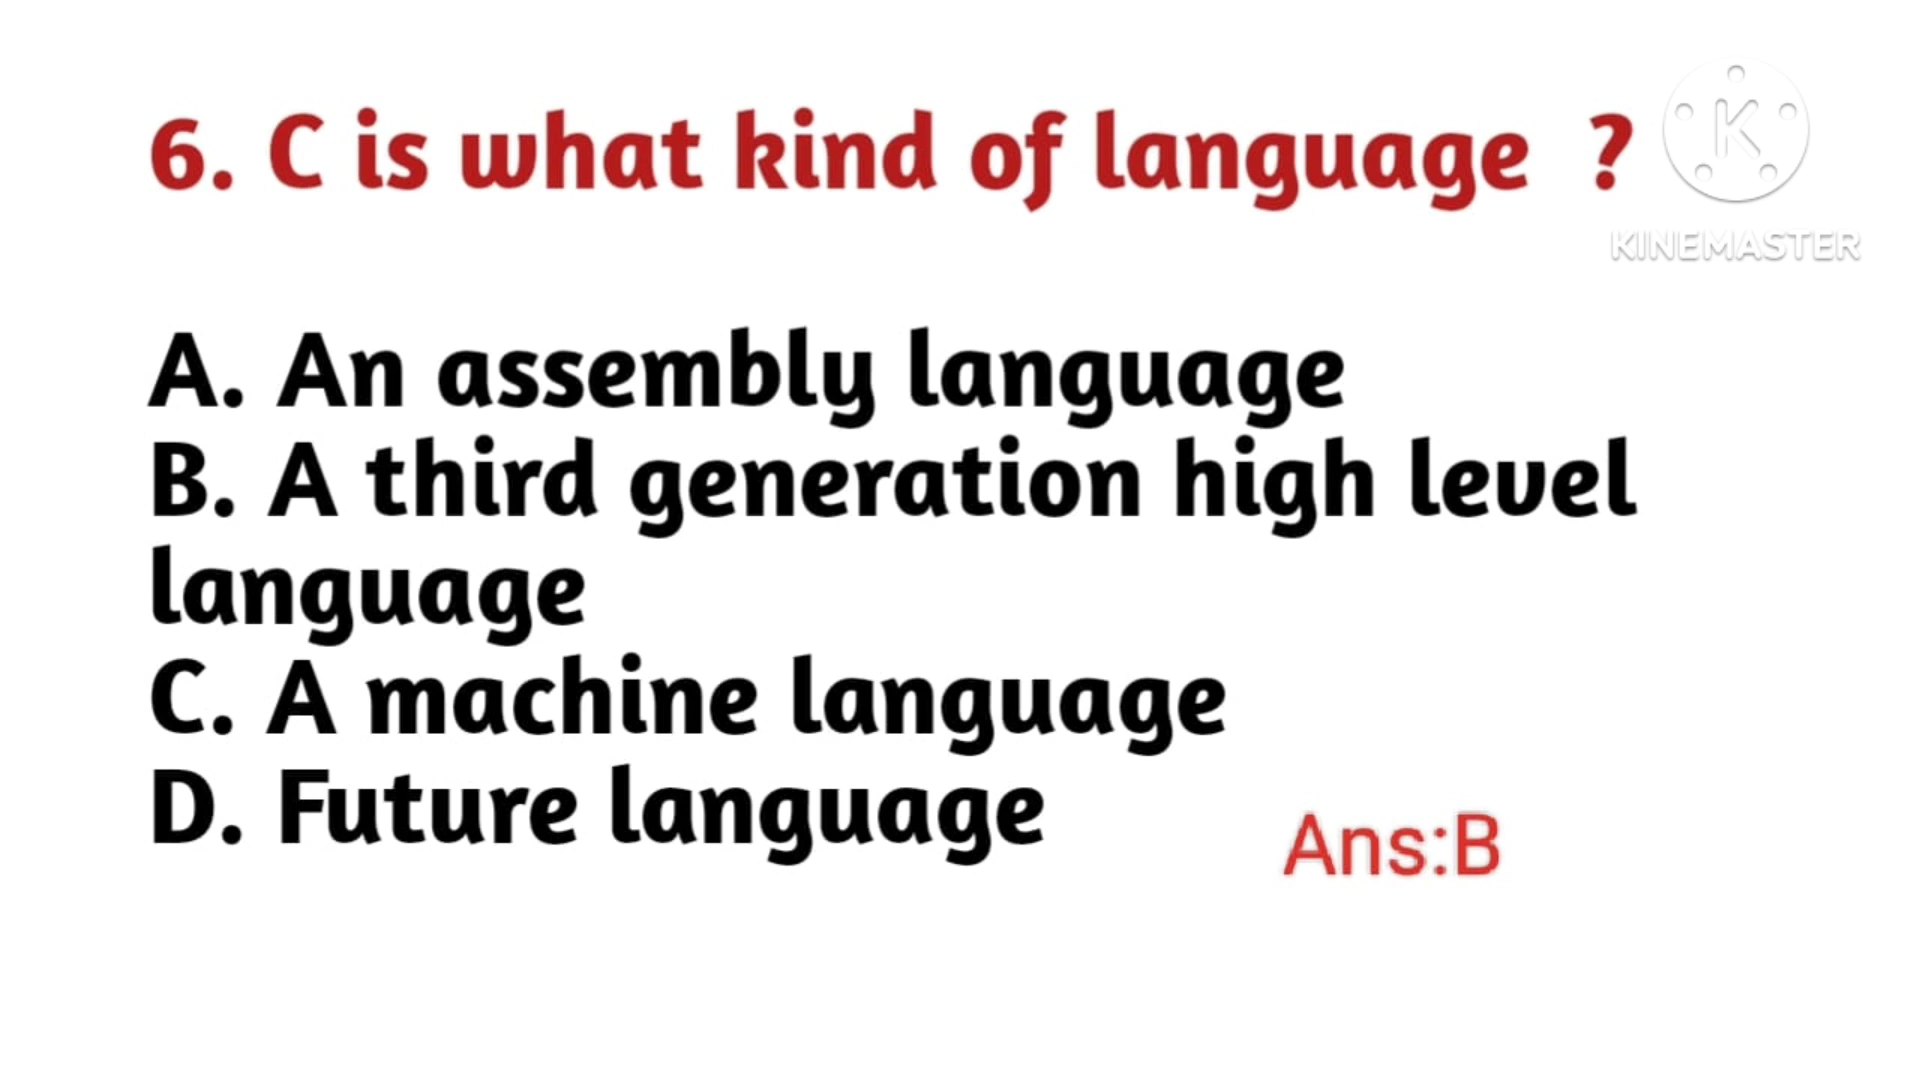 6. C is what kind of language ?
K
KINEMASTER
A. An assembly language
B. A third generation high level
language
C. A machine language
D. Future language
Ans:B